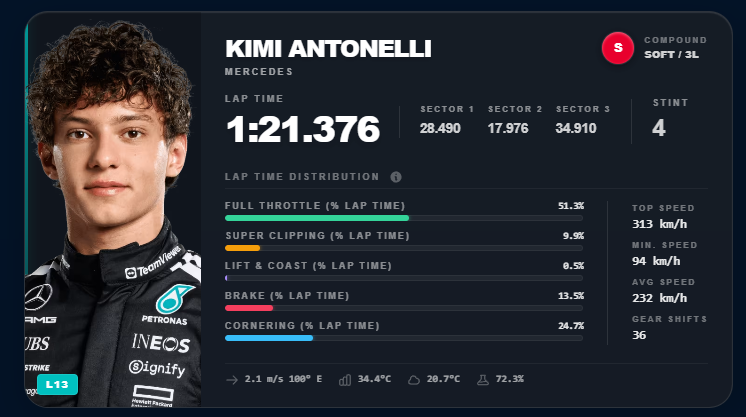 KIMI ANTONELLI
MERCEDES
S
COMPOUND
SOFT / 3L
LAP TIME
1:21.376
SECTOR 1
28.490
SECTOR 2
17.976
SECTOR 3
34.910
STINT
4
LAP TIME DISTRIBUTION i
FULL THROTTLE (% LAP TIME) 51.3%
SUPER CLIPPING (% LAP TIME) 9.9%
LIFT & COAST (% LAP TIME) 0.5%
BRAKE (% LAP TIME) 13.5%
CORNERING (% LAP TIME) 24.7%
TOP SPEED
313 km/h
MIN. SPEED
94 km/h
AVG SPEED
232 km/h
GEAR SHIFTS
36
2.1 m/s 100° E 34.4°C 20.7°C 72.3%
TeamViewer
PETRONAS
AMG
INEOS
UBS
Signify
STRIKE
Hewlett Packard
L13